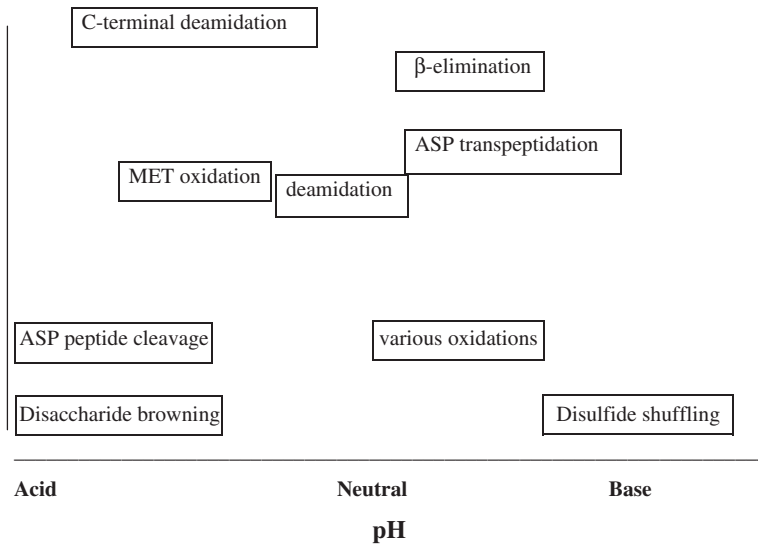 C-terminal deamidation
β-elimination
ASP transpeptidation
MET oxidation
deamidation
ASP peptide cleavage
various oxidations
Disaccharide browning
Disulfide shuffling
Acid
Neutral
Base
pH